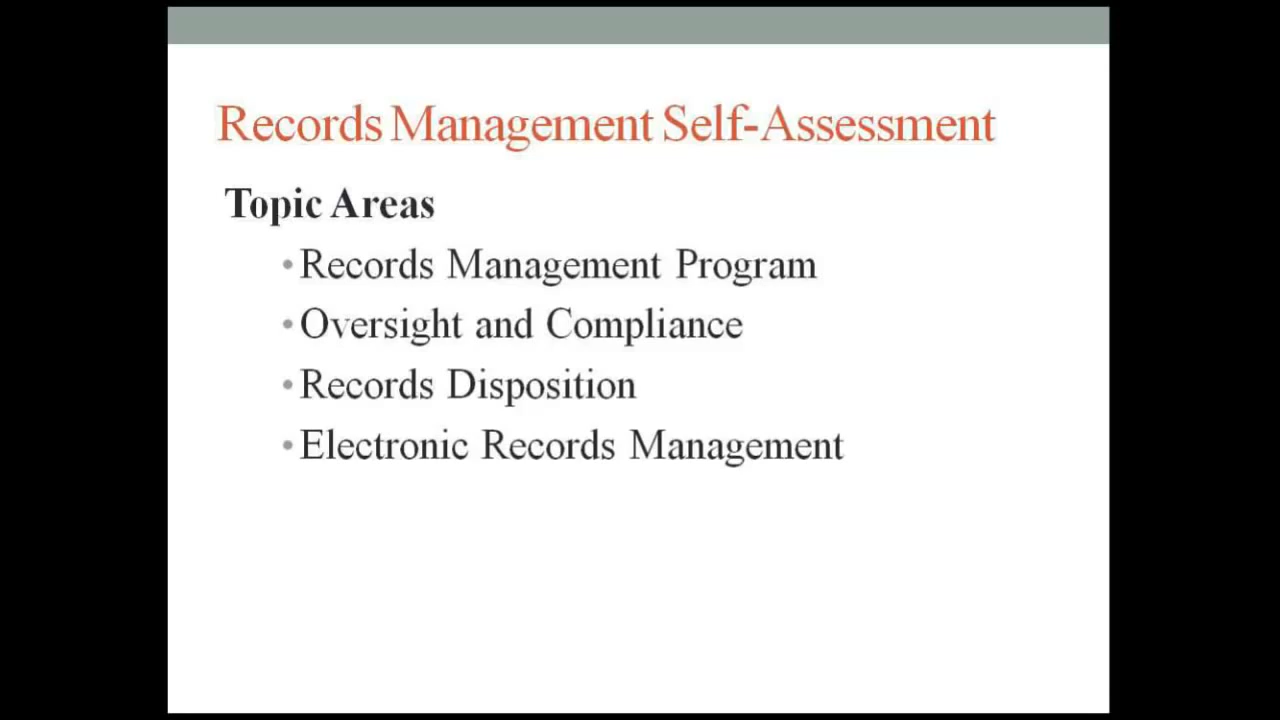 Records Management Self-Assessment
Topic Areas
•Records Management Program
•Oversight and Compliance
•Records Disposition
•Electronic Records Management